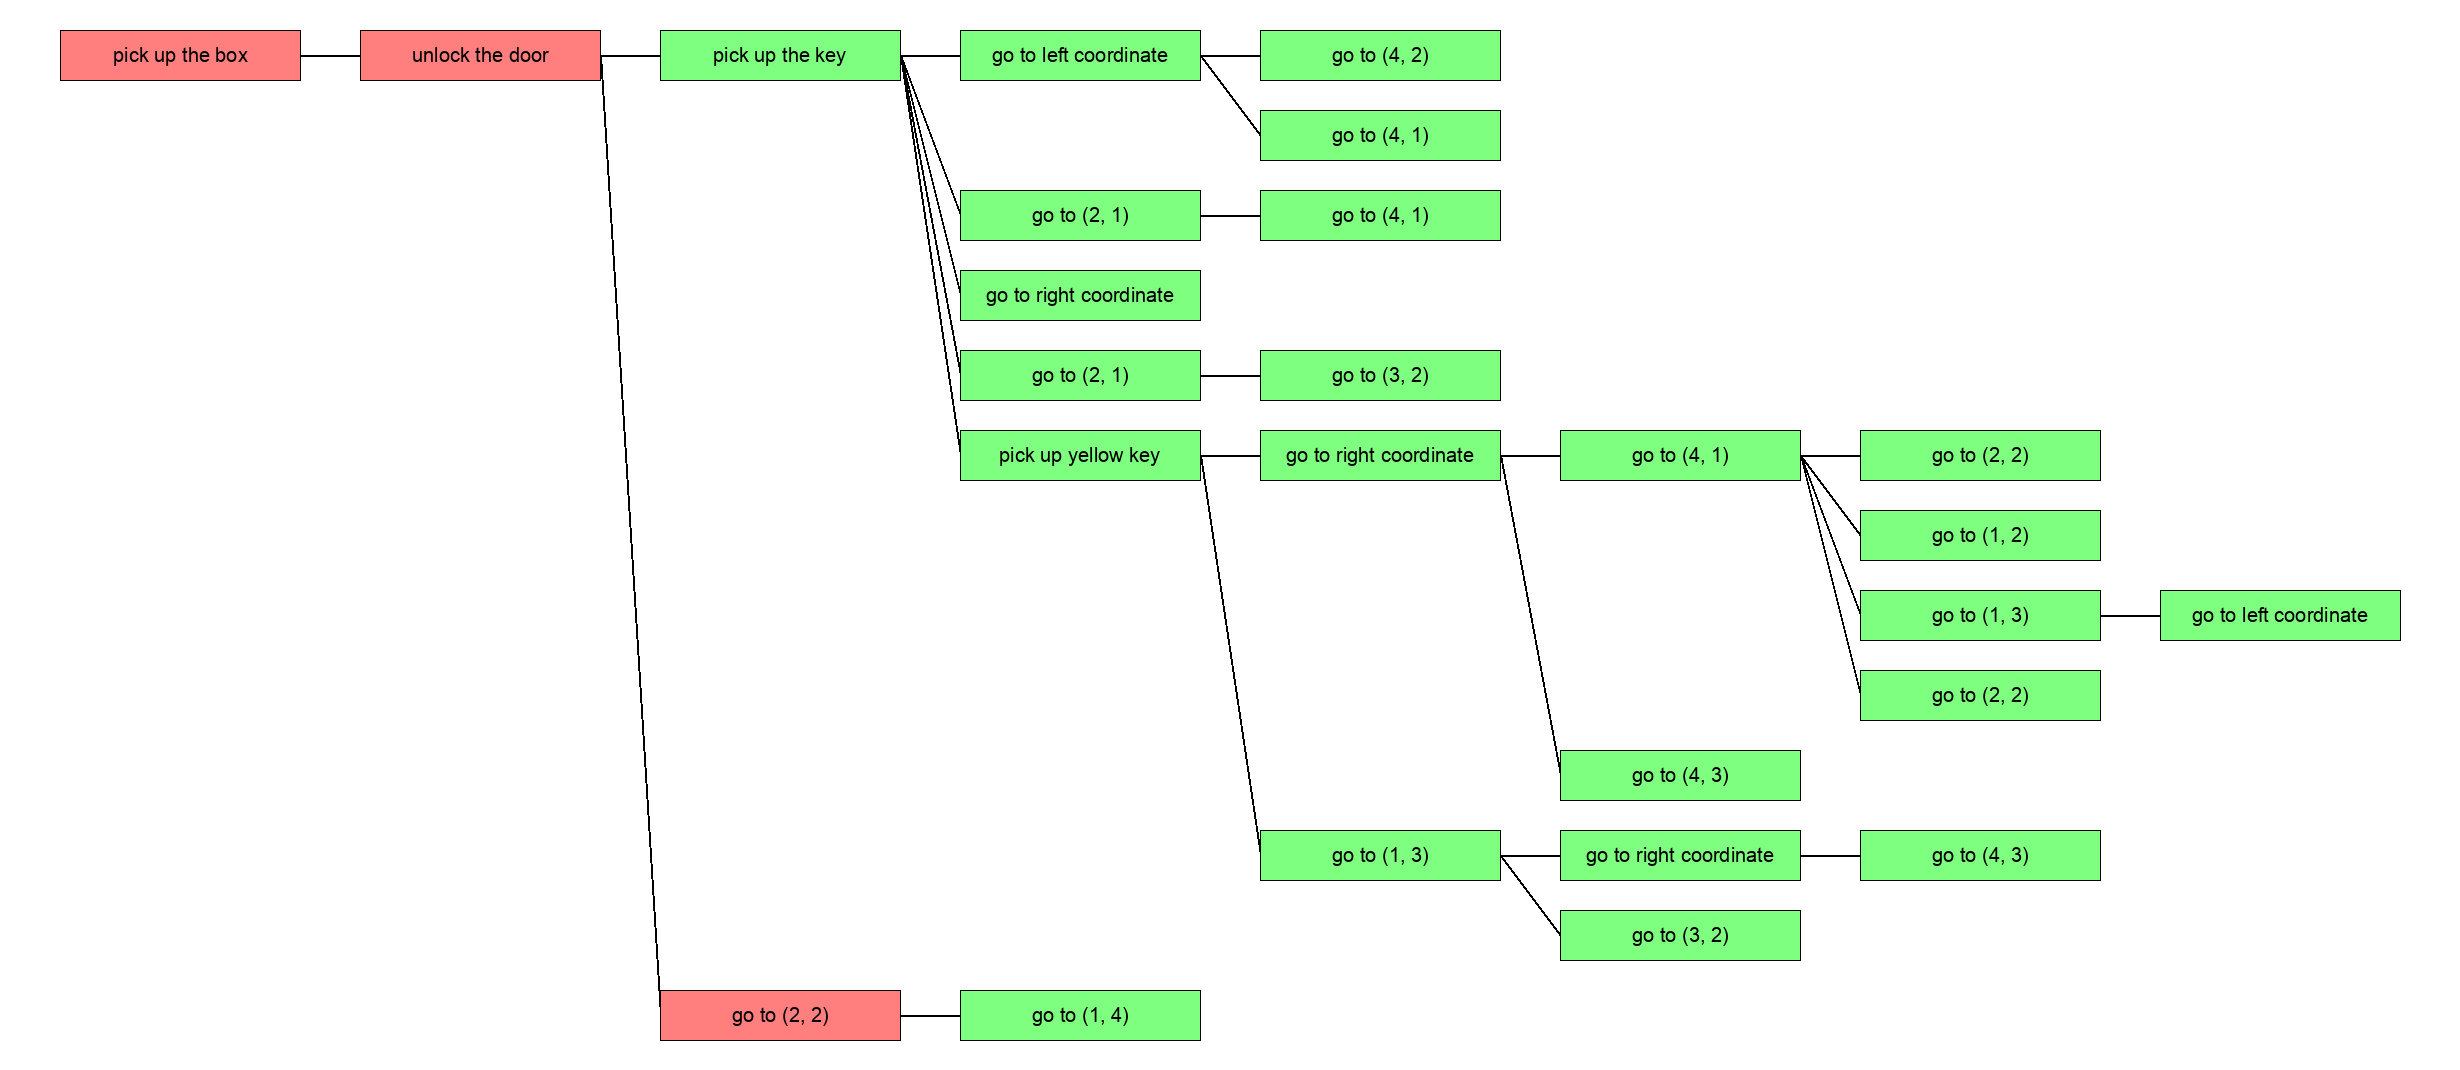 pick up the box
unlock the door
pick up the key
go to left coordinate
go to (4, 2)
go to (4, 1)
go to (2, 1)
go to (4, 1)
go to right coordinate
go to (2, 1)
go to (3, 2)
pick up yellow key
go to right coordinate
go to (4, 1)
go to (2, 2)
go to (1, 2)
go to (1, 3)
go to left coordinate
go to (2, 2)
go to (4, 3)
go to (1, 3)
go to right coordinate
go to (4, 3)
go to (3, 2)
go to (2, 2)
go to (1, 4)